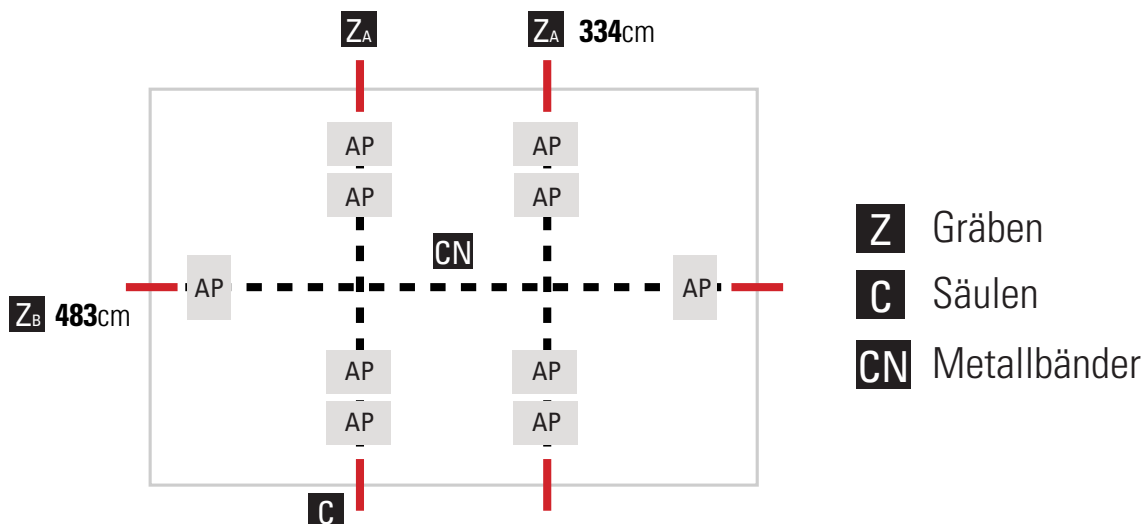 ZA
ZA 334cm
AP AP
AP AP
CN
AP AP
ZB 483cm
AP AP
AP AP
C
Z Gräben
C Säulen
CN Metallbänder